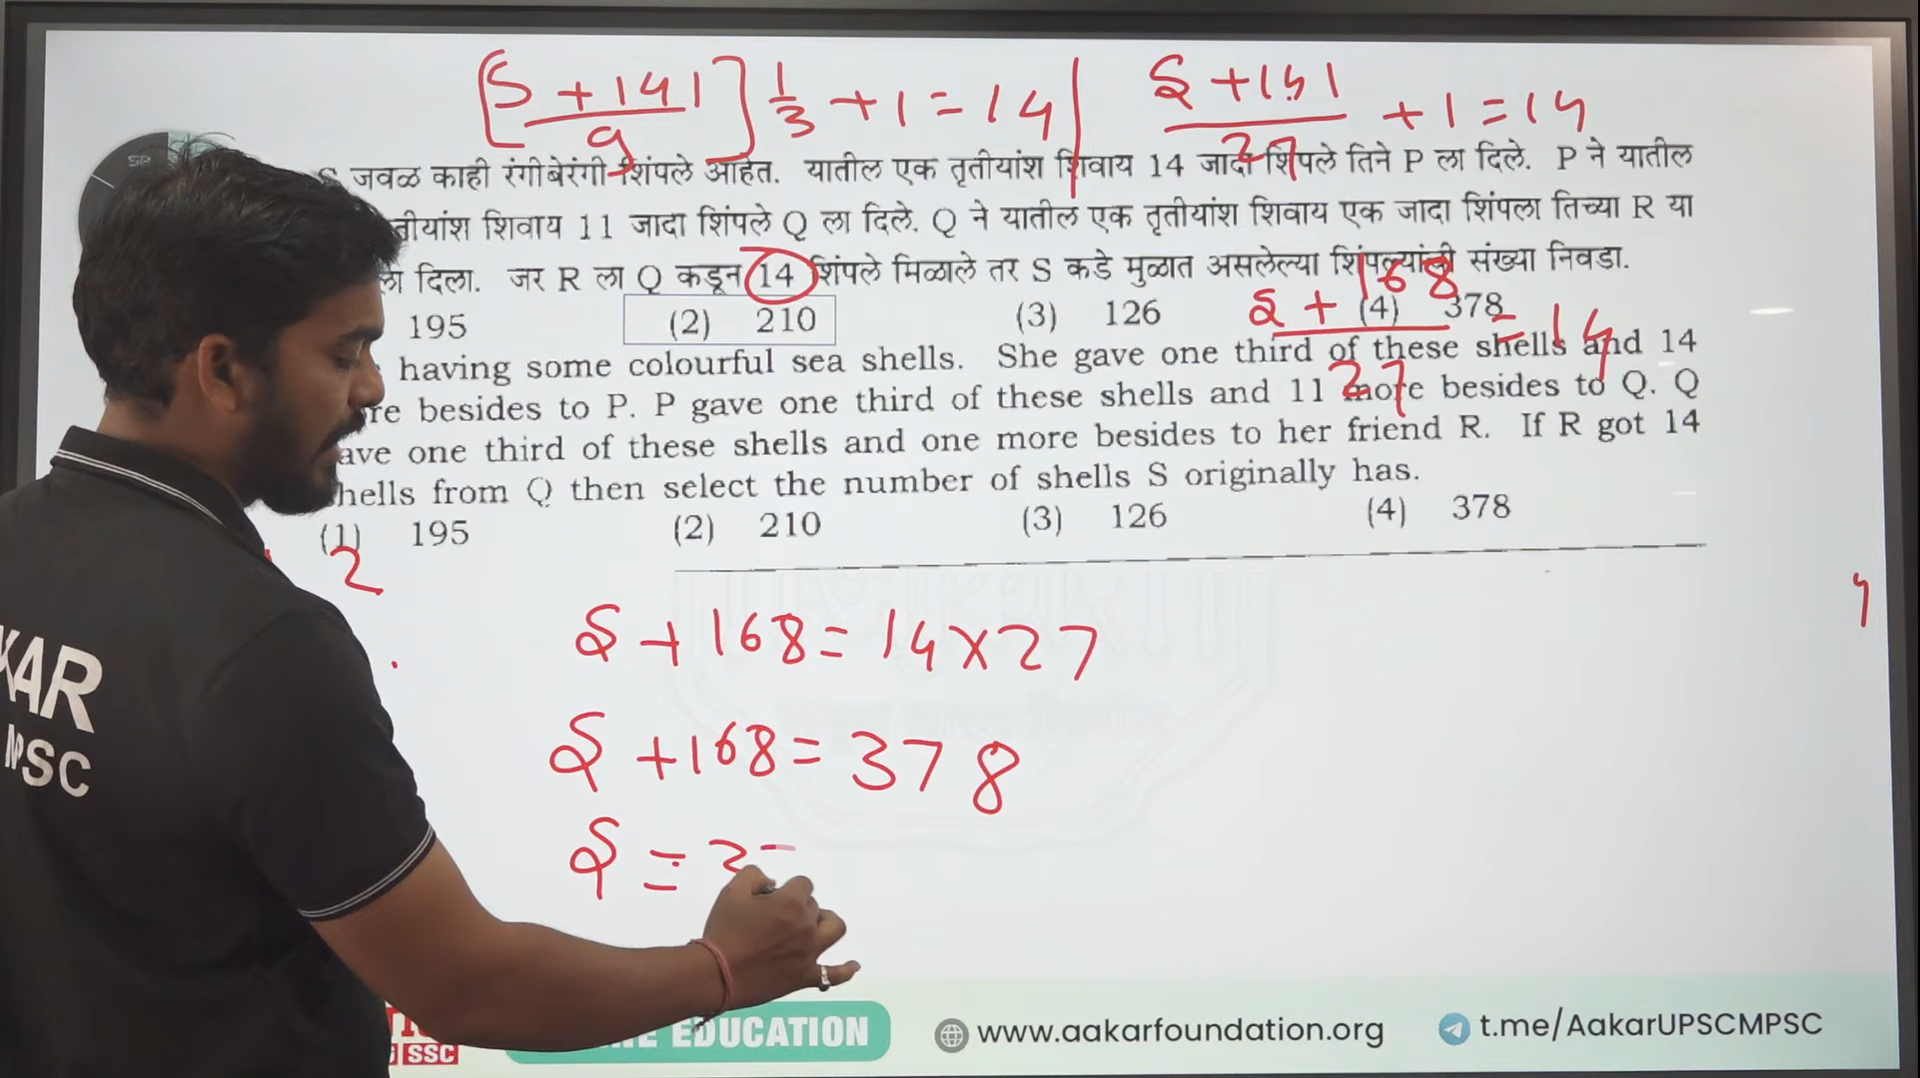 [S + 141 / 9] 1/3 + 1 = 14 | S + 141 / 27 + 1 = 14
S जवळ काही रंगीबेरंगी शिंपले आहेत. यातील एक तृतीयांश शिवाय 14 जादा शिंपले तिने P ला दिले. P ने यातील
तीयांश शिवाय 11 जादा शिंपले Q ला दिले. Q ने यातील एक तृतीयांश शिवाय एक जादा शिंपला तिच्या R या
ला दिला. जर R ला Q कडून 14 शिंपले मिळाले तर S कडे मुळात असलेल्या शिंपल्यांची संख्या निवडा.
195 (2) 210 (3) 126 (4) 378
S + 168 / 27 = 14
having some colourful sea shells. She gave one third of these shells and 14
re besides to P. P gave one third of these shells and 11 more besides to Q. Q
ave one third of these shells and one more besides to her friend R. If R got 14
hells from Q then select the number of shells S originally has.
(1) 195 (2) 210 (3) 126 (4) 378
2
S + 168 = 14 × 27
S + 168 = 378
S = 37
KAR
MPSC
SSC
NE EDUCATION
www.aakarfoundation.org
t.me/AakarUPSCMPSC